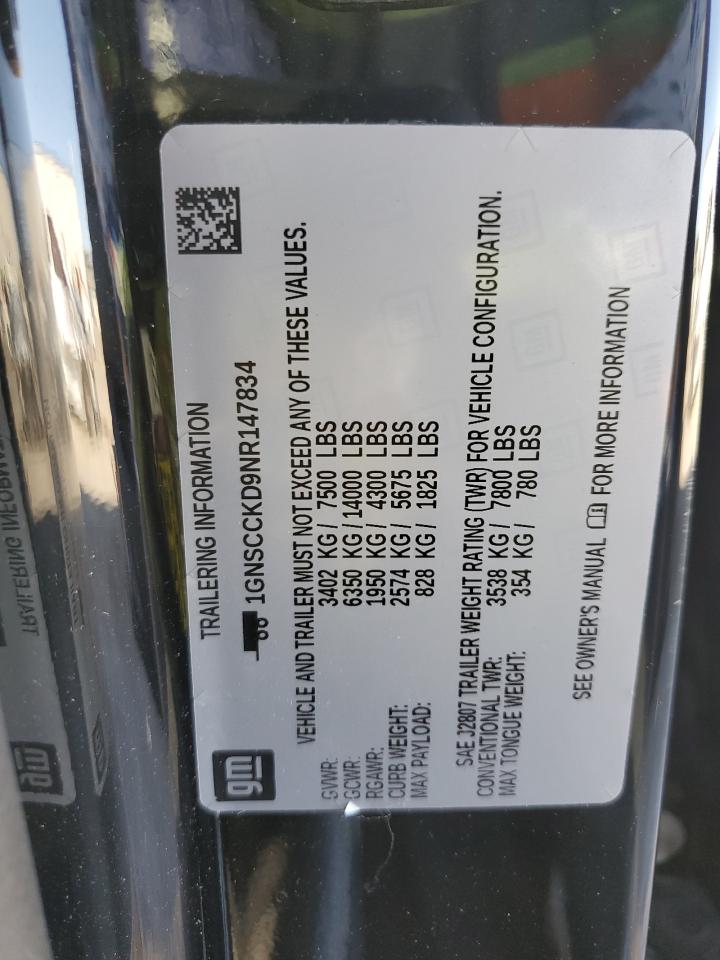 gm
TRAILERING INFORMATION
1GNSCCKD9NR147834
VEHICLE AND TRAILER MUST NOT EXCEED ANY OF THESE VALUES.
GVWR: 3402 KG / 7500 LBS
GCWR: 6350 KG / 14000 LBS
RGAWR: 1950 KG / 4300 LBS
CURB WEIGHT: 2574 KG / 5675 LBS
MAX PAYLOAD: 828 KG / 1825 LBS
SAE J2807 TRAILER WEIGHT RATING (TWR) FOR VEHICLE CONFIGURATION.
CONVENTIONAL TWR: 3538 KG / 7800 LBS
MAX TONGUE WEIGHT: 354 KG / 780 LBS
SEE OWNER'S MANUAL FOR MORE INFORMATION